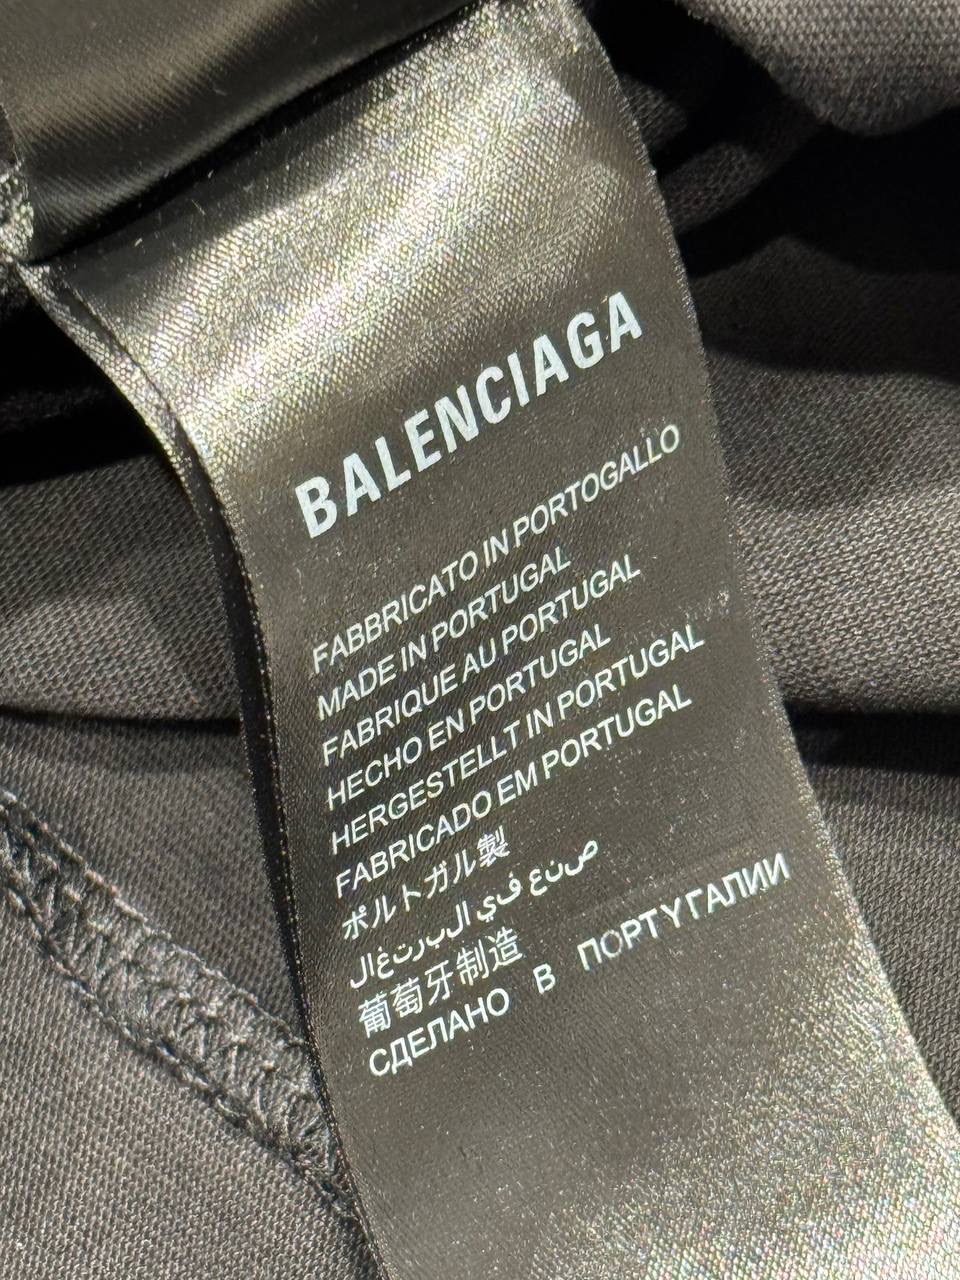 BALENCIAGA
FABBRICATO IN PORTOGALLO
MADE IN PORTUGAL
FABRIQUE AU PORTUGAL
HECHO EN PORTUGAL
HERGESTELLT IN PORTUGAL
FABRICADO EM PORTUGAL
ポルトガル製
صنع في البرتغال
葡萄牙制造
СДЕЛАНО В ПОРТУГАЛИИ